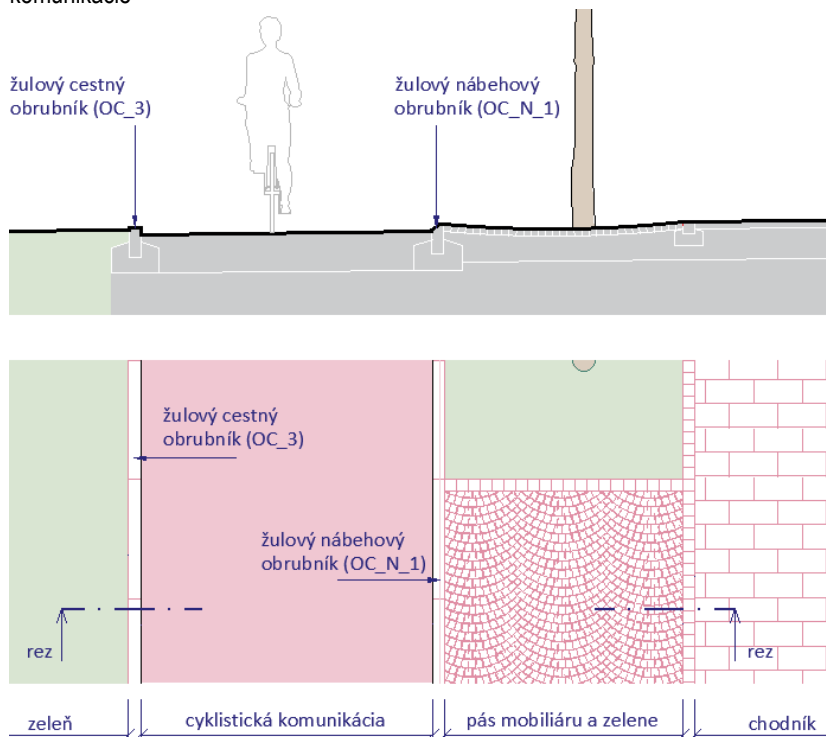 komunikácie
žulový cestný
obrubník (OC_3)
žulový nábehový
obrubník (OC_N_1)
žulový cestný
obrubník (OC_3)
žulový nábehový
obrubník (OC_N_1)
rez
rez
zeleň
cyklistická komunikácia
pás mobiliáru a zelene
chodník